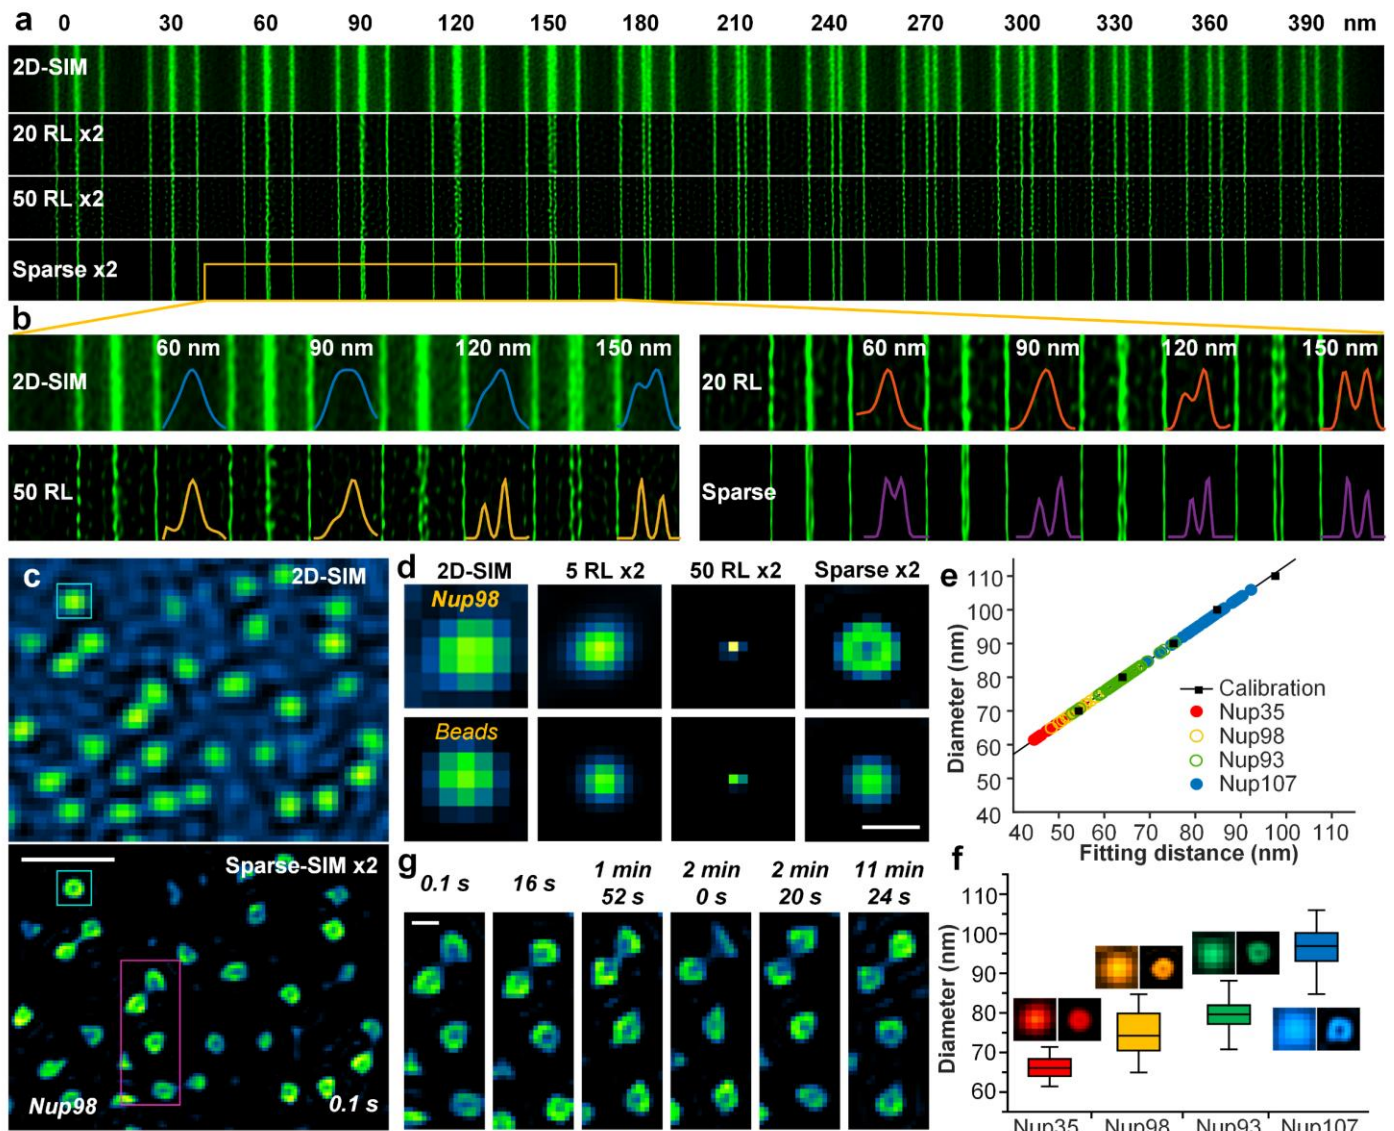 a 0 30 60 90 120 150 180 210 240 270 300 330 360 390 nm
2D-SIM
20 RL x2
50 RL x2
Sparse x2
b
2D-SIM 60 nm 90 nm 120 nm 150 nm
20 RL 60 nm 90 nm 120 nm 150 nm
50 RL
Sparse
c 2D-SIM
Sparse-SIM x2
Nup98 0.1 s
d 2D-SIM 5 RL x2 50 RL x2 Sparse x2
Nup98
Beads
e
Diameter (nm)
110
100
90
80
70
60
50
40
40 50 60 70 80 90 100 110
Fitting distance (nm)
Calibration
Nup35
Nup98
Nup93
Nup107
g 0.1 s 16 s 1 min 52 s 2 min 0 s 2 min 20 s 11 min 24 s
f
Diameter (nm)
110
100
90
80
70
60
Nup35 Nup98 Nup93 Nup107